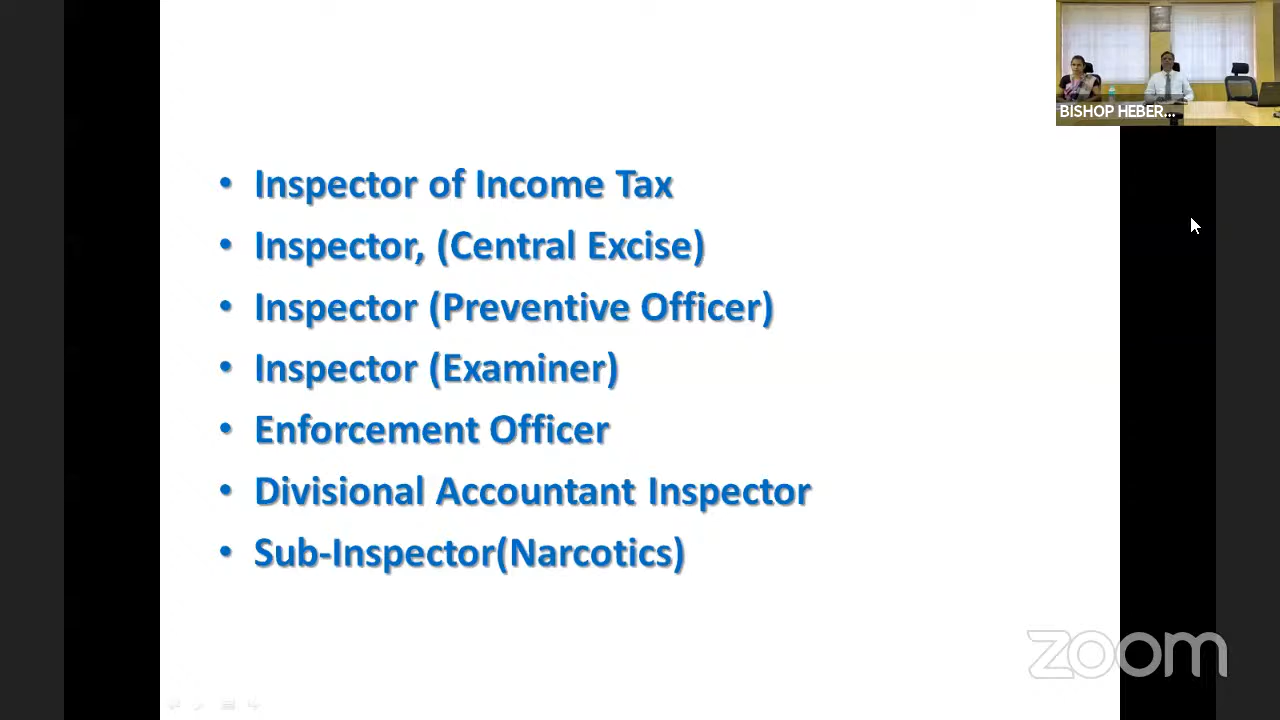 BISHOP HEBER...
• Inspector of Income Tax
• Inspector, (Central Excise)
• Inspector (Preventive Officer)
• Inspector (Examiner)
• Enforcement Officer
• Divisional Accountant Inspector
• Sub-Inspector(Narcotics)
zoom